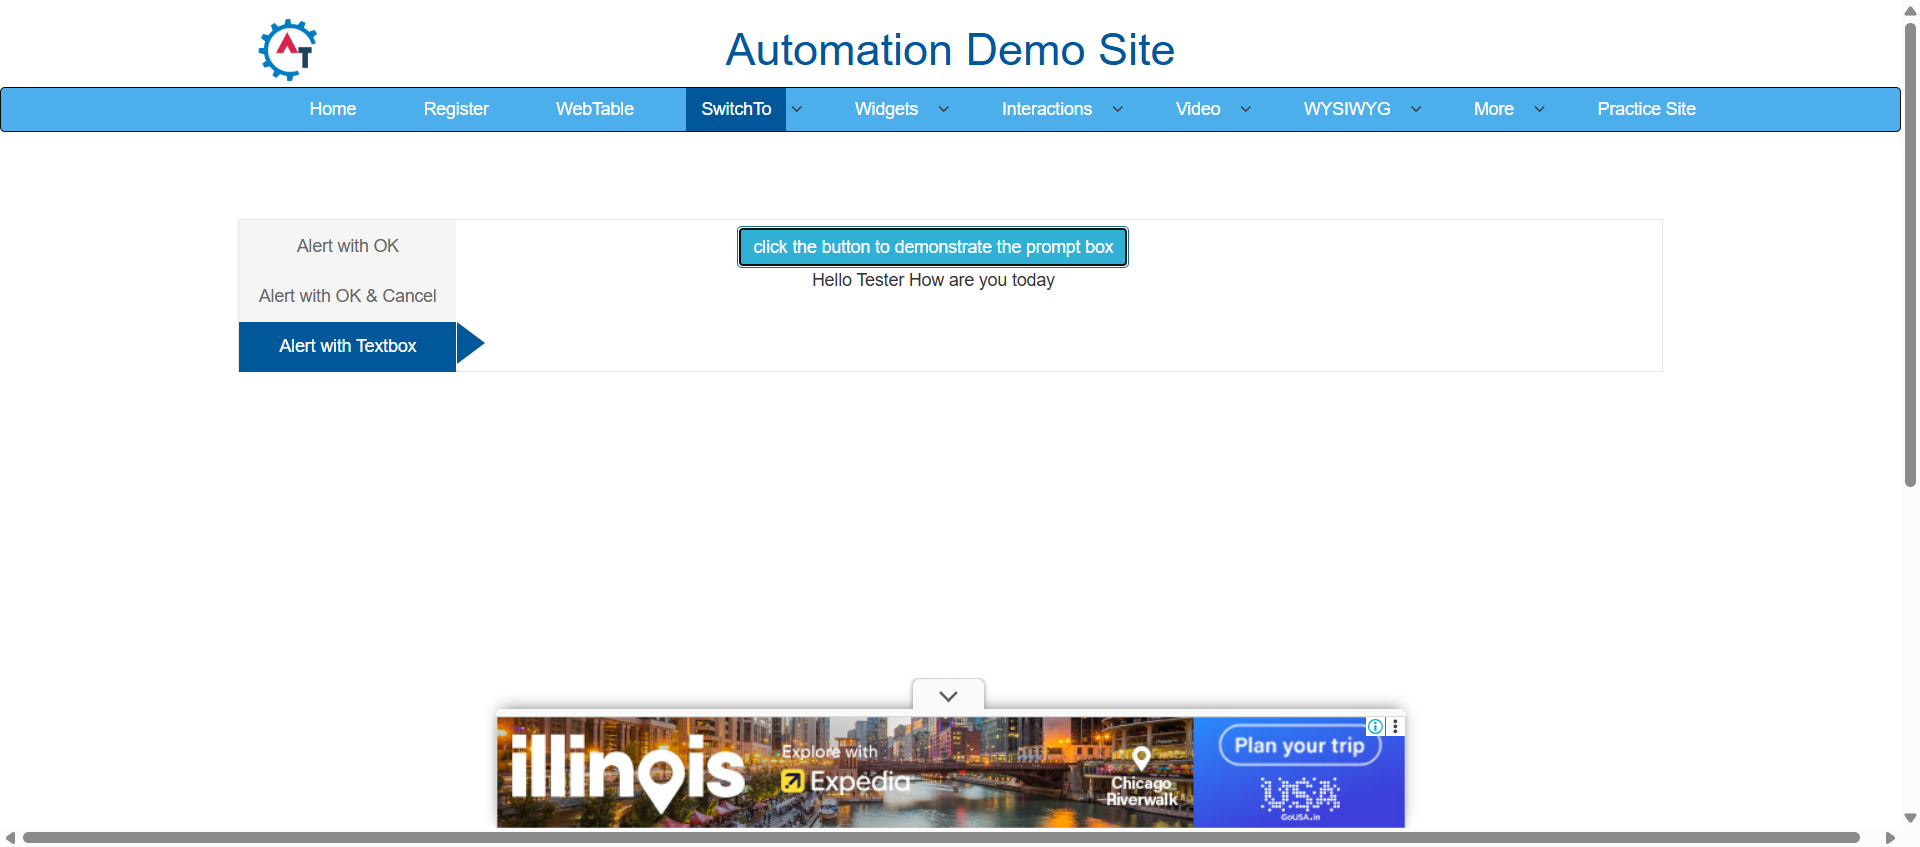 AT
Automation Demo Site
Home Register WebTable SwitchTo Widgets Interactions Video WYSIWYG More Practice Site
Alert with OK
Alert with OK & Cancel
Alert with Textbox
click the button to demonstrate the prompt box
Hello Tester How are you today
illinois
Explore with
Expedia
Chicago
Riverwalk
Plan your trip
USA
GoUSA.in